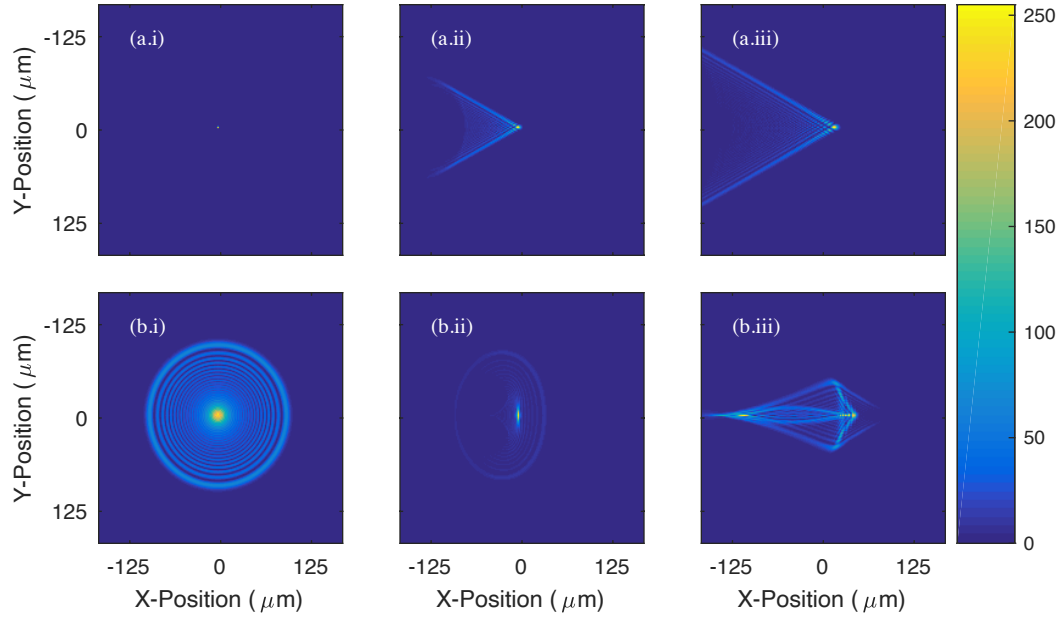 (a.i) (a.ii) (a.iii)
-125
0
125
Y-Position ( μm)
250
200
150
100
50
0
(b.i) (b.ii) (b.iii)
-125
0
125
Y-Position ( μm)
-125 0 125 -125 0 125 -125 0 125
X-Position ( μm) X-Position ( μm) X-Position ( μm)